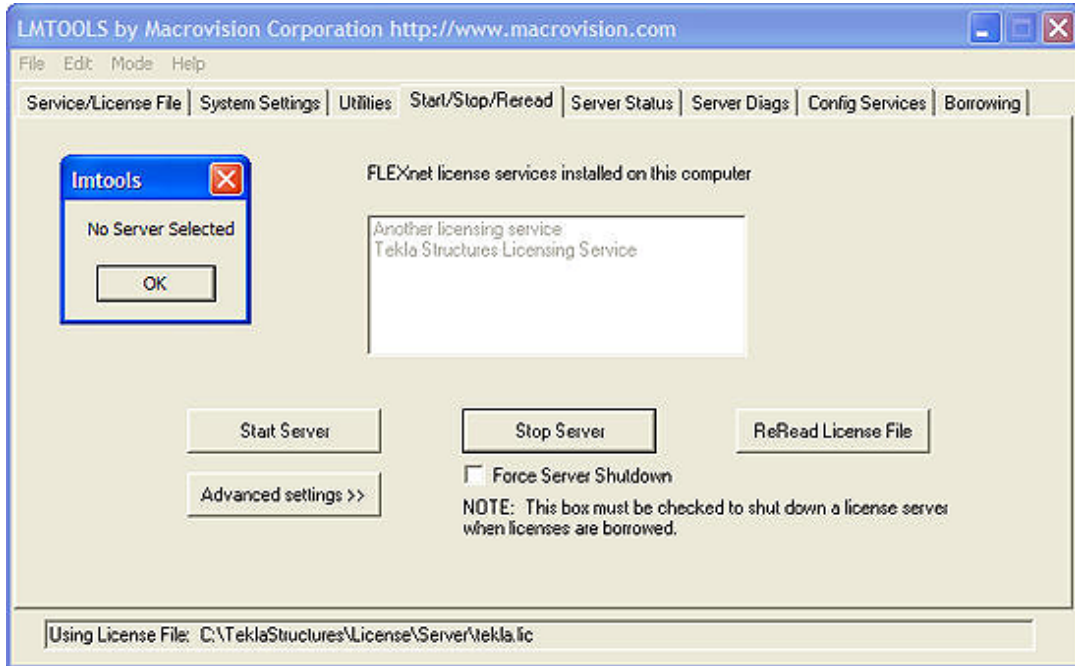 LMTOOLS by Macrovision Corporation http://www.macrovision.com
File Edit Mode Help
Service/License File System Settings Utilities Start/Stop/Reread Server Status Server Diags Config Services Borrowing
lmtools
No Server Selected
OK
FLEXnet license services installed on this computer
Another licensing service
Tekla Structures Licensing Service
Start Server
Stop Server
ReRead License File
Advanced settings >>
Force Server Shutdown
NOTE: This box must be checked to shut down a license server
when licenses are borrowed.
Using License File: C:\TeklaStructures\License\Server\tekla.lic